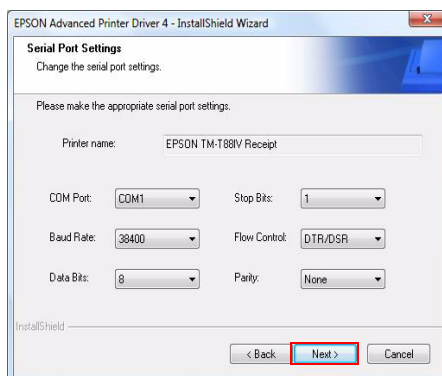 EPSON Advanced Printer Driver 4 - InstallShield Wizard
Serial Port Settings
Change the serial port settings.
Please make the appropriate serial port settings.
Printer name: EPSON TM-T88IV Receipt
COM Port: COM1 Stop Bits: 1
Baud Rate: 38400 Flow Control: DTR/DSR
Data Bits: 8 Parity: None
InstallShield
< Back Next > Cancel